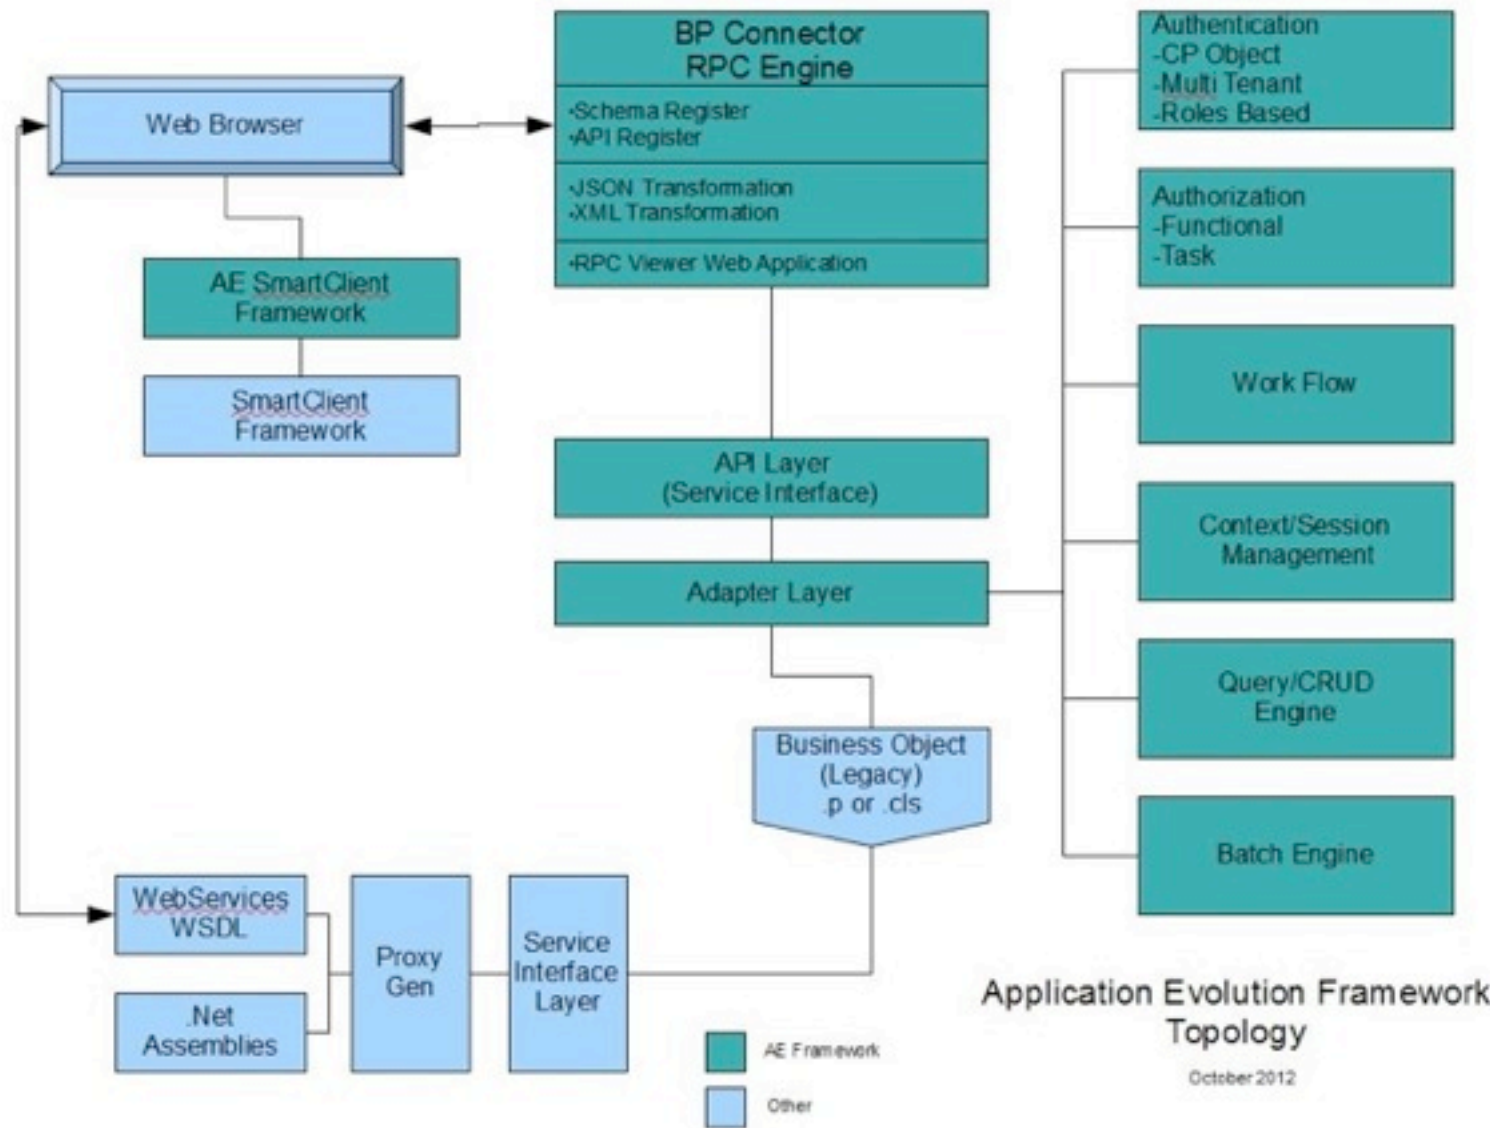 BP Connector
RPC Engine
•Schema Register
•API Register
•JSON Transformation
•XML Transformation
•RPC Viewer Web Application
Web Browser
AE SmartClient
Framework
SmartClient
Framework
API Layer
(Service Interface)
Adapter Layer
Business Object
(Legacy)
.p or .cls
Authentication
-CP Object
-Multi Tenant
-Roles Based
Authorization
-Functional
-Task
Work Flow
Context/Session
Management
Query/CRUD
Engine
Batch Engine
WebServices
WSDL
.Net
Assemblies
Proxy
Gen
Service
Interface
Layer
AE Framework
Other
Application Evolution Framework
Topology
October 2012